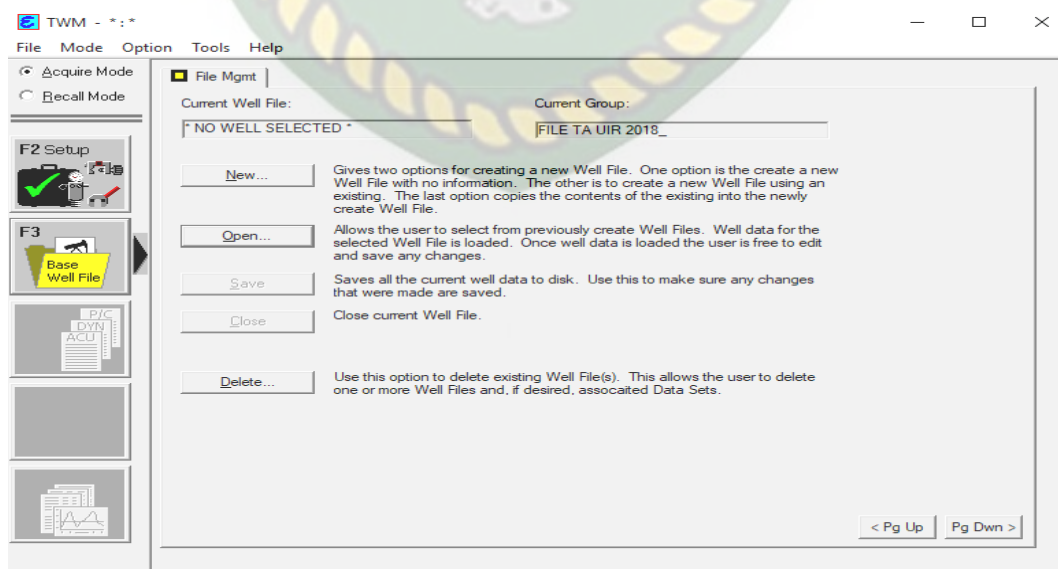 TWM - *:*
File Mode Option Tools Help
Acquire Mode
Recall Mode
F2 Setup
F3
Base
Well File
P/C
DYN
ACU
File Mgmt
Current Well File:
Current Group:
* NO WELL SELECTED *
FILE TA UIR 2018_
New...
Gives two options for creating a new Well File. One option is the create a new
Well File with no information. The other is to create a new Well File using an
existing. The last option copies the contents of the existing into the newly
create Well File.
Open...
Allows the user to select from previously create Well Files. Well data for the
selected Well File is loaded. Once well data is loaded the user is free to edit
and save any changes.
Save
Saves all the current well data to disk. Use this to make sure any changes
that were made are saved.
Close
Close current Well File.
Delete...
Use this option to delete existing Well File(s). This allows the user to delete
one or more Well Files and, if desired, assocaited Data Sets.
< Pg Up
Pg Dwn >